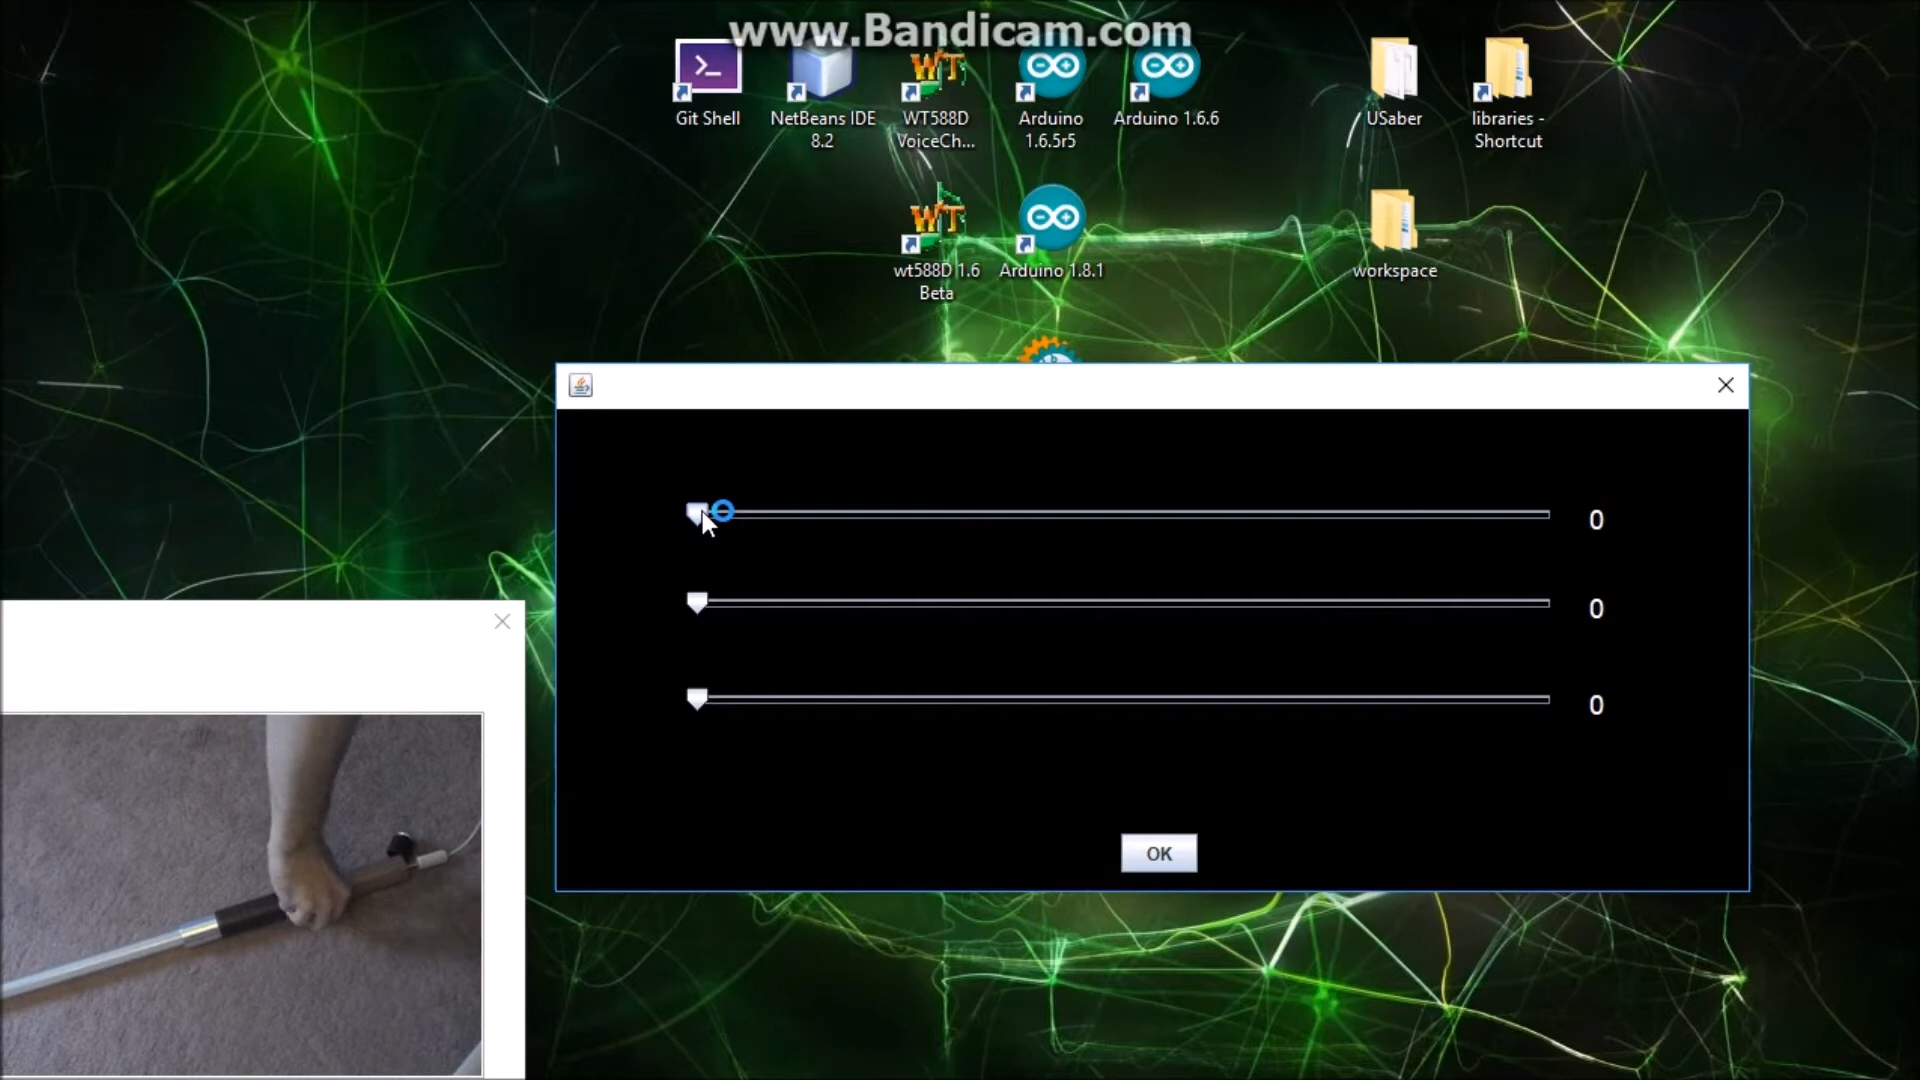 www.Bandicam.com
Git Shell
NetBeans IDE
8.2
WT588D
VoiceCh...
Arduino
1.6.5r5
Arduino 1.6.6
USaber
libraries -
Shortcut
wt588D 1.6
Beta
Arduino 1.8.1
workspace
0
0
0
OK